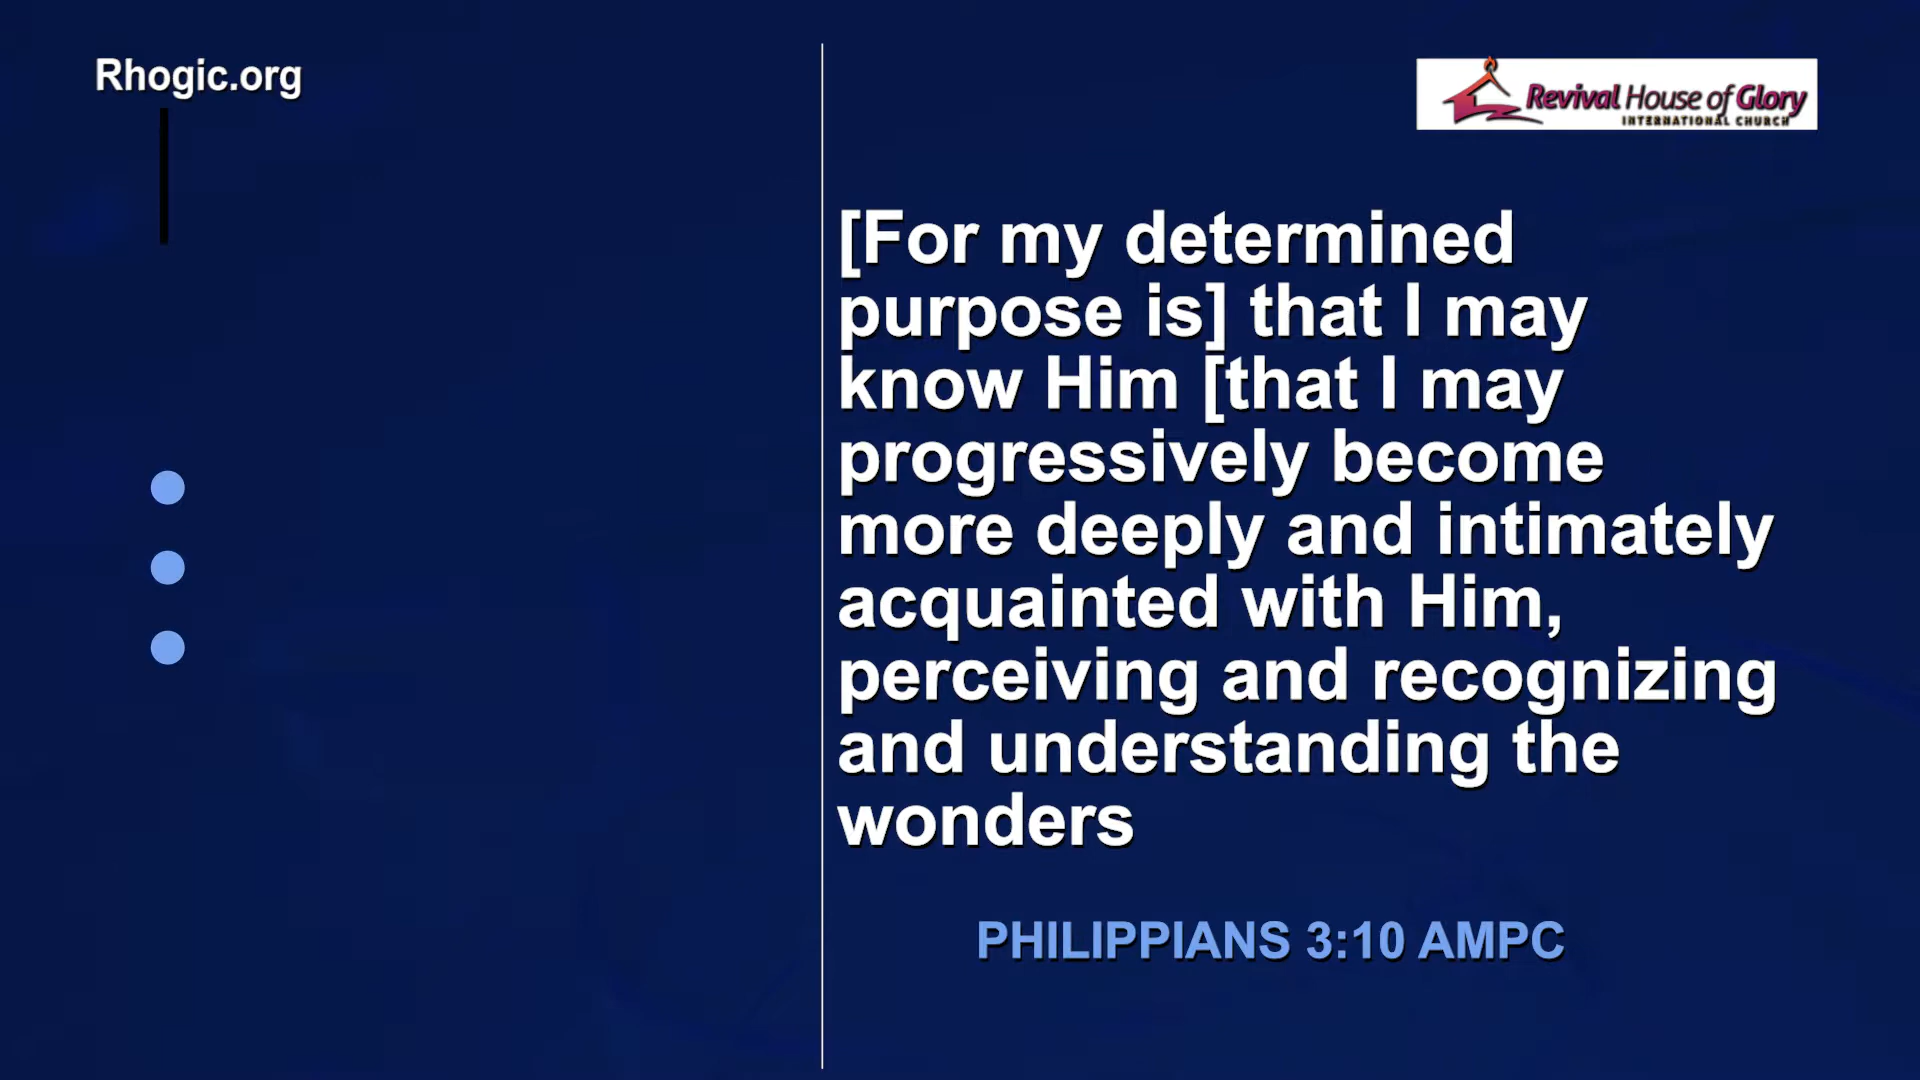 Rhogic.org
Revival House of Glory
INTERNATIONAL CHURCH
[For my determined
purpose is] that I may
know Him [that I may
progressively become
more deeply and intimately
acquainted with Him,
perceiving and recognizing
and understanding the
wonders
PHILIPPIANS 3:10 AMPC